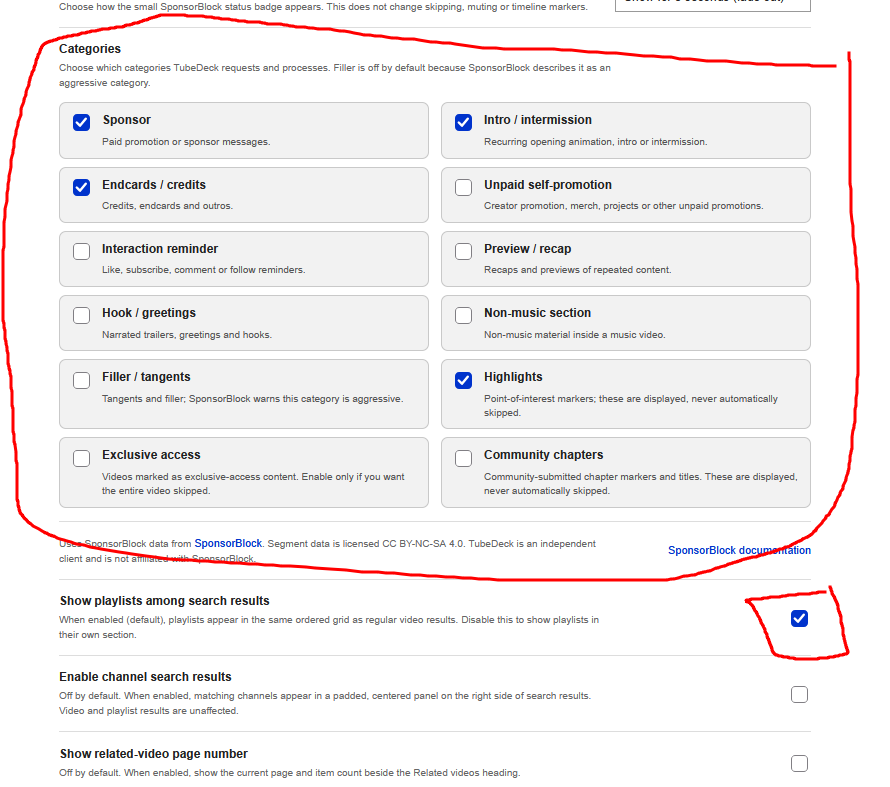 Choose how the small SponsorBlock status badge appears. This does not change skipping, muting or timeline markers.
Categories
Choose which categories TubeDeck requests and processes. Filler is off by default because SponsorBlock describes it as an
aggressive category.
Sponsor
Paid promotion or sponsor messages.
Intro / intermission
Recurring opening animation, intro or intermission.
Endcards / credits
Credits, endcards and outros.
Unpaid self-promotion
Creator promotion, merch, projects or other unpaid promotions.
Interaction reminder
Like, subscribe, comment or follow reminders.
Preview / recap
Recaps and previews of repeated content.
Hook / greetings
Narrated trailers, greetings and hooks.
Non-music section
Non-music material inside a music video.
Filler / tangents
Tangents and filler; SponsorBlock warns this category is aggressive.
Highlights
Point-of-interest markers; these are displayed, never automatically
skipped.
Exclusive access
Videos marked as exclusive-access content. Enable only if you want
the entire video skipped.
Community chapters
Community-submitted chapter markers and titles. These are displayed,
never automatically skipped.
Uses SponsorBlock data from SponsorBlock. Segment data is licensed CC BY-NC-SA 4.0. TubeDeck is an independent
client and is not affiliated with SponsorBlock.
SponsorBlock documentation
Show playlists among search results
When enabled (default), playlists appear in the same ordered grid as regular video results. Disable this to show playlists in
their own section.
Enable channel search results
Off by default. When enabled, matching channels appear in a padded, centered panel on the right side of search results.
Video and playlist results are unaffected.
Show related-video page number
Off by default. When enabled, show the current page and item count beside the Related videos heading.